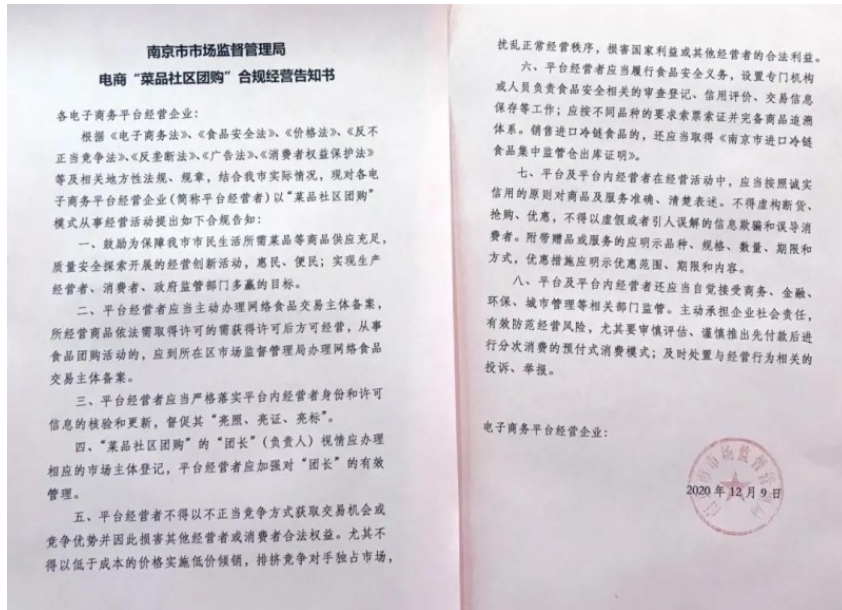 南京市市场监督管理局
电商“菜品社区团购”合规经营告知书
各电子商务平台经营企业：
根据《电子商务法》、《食品安全法》、《价格法》、《反不
正当竞争法》、《反垄断法》、《广告法》、《消费者权益保护法》
等及相关地方性法规、规章，结合我市实际情况，现对各电
子商务平台经营企业(简称平台经营者)以“菜品社区团购”
模式从事经营活动提出如下合规告知：
一、鼓励为保障我市市民生活所需菜品等商品供应充足，
质量安全探索开展的经营创新活动，惠民、便民；实现生产
经营者、消费者、政府监管部门多赢的目标。
二、平台经营者应当主动办理网络食品交易主体备案，
所经营商品依法需取得许可的需获得许可后方可经营，从事
食品团购活动的，应到所在区市场监督管理局办理网络食品
交易主体备案。
三、平台经营者应当严格落实平台内经营者身份和许可
信息的核验和更新，督促其“亮照、亮证、亮标”。
四、“菜品社区团购”的“团长”(负责人)视情应办理
相应的市场主体登记，平台经营者应加强对“团长”的有效
管理。
五、平台经营者不得以不正当竞争方式获取交易机会或
竞争优势并因此损害其他经营者或消费者合法权益。尤其不
得以低于成本的价格实施低价倾销，排挤竞争对手独占市场，
扰乱正常经营秩序，损害国家利益或其他经营者的合法利益。
六、平台经营者应当履行食品安全义务，设置专门机构
或人员负责食品安全相关的审查登记、信用评价、交易信息
保存等工作；应按不同品种的要求索票索证并完备商品追溯
体系。销售进口冷链食品的，还应当取得《南京市进口冷链
食品集中监管仓出库证明》。
七、平台及平台内经营者在经营活动中，应当按照诚实
信用的原则对商品及服务准确、清楚表述。不得虚构断货、
抢购、优惠，不得以虚假或者引人误解的信息欺骗和误导消
费者。附带赠品或服务的应明示品种、规格、数量、期限和
方式，优惠措施应明示优惠范围、期限和内容。
八、平台及平台内经营者还应当自觉接受商务、金融、
环保、城市管理等相关部门监管。主动承担企业社会责任，
有效防范经营风险，尤其要审慎评估、谨慎推出先付款后进
行分次消费的预付式消费模式；及时处置与经营行为相关的
投诉、举报。
电子商务平台经营企业：
2020年12月9日